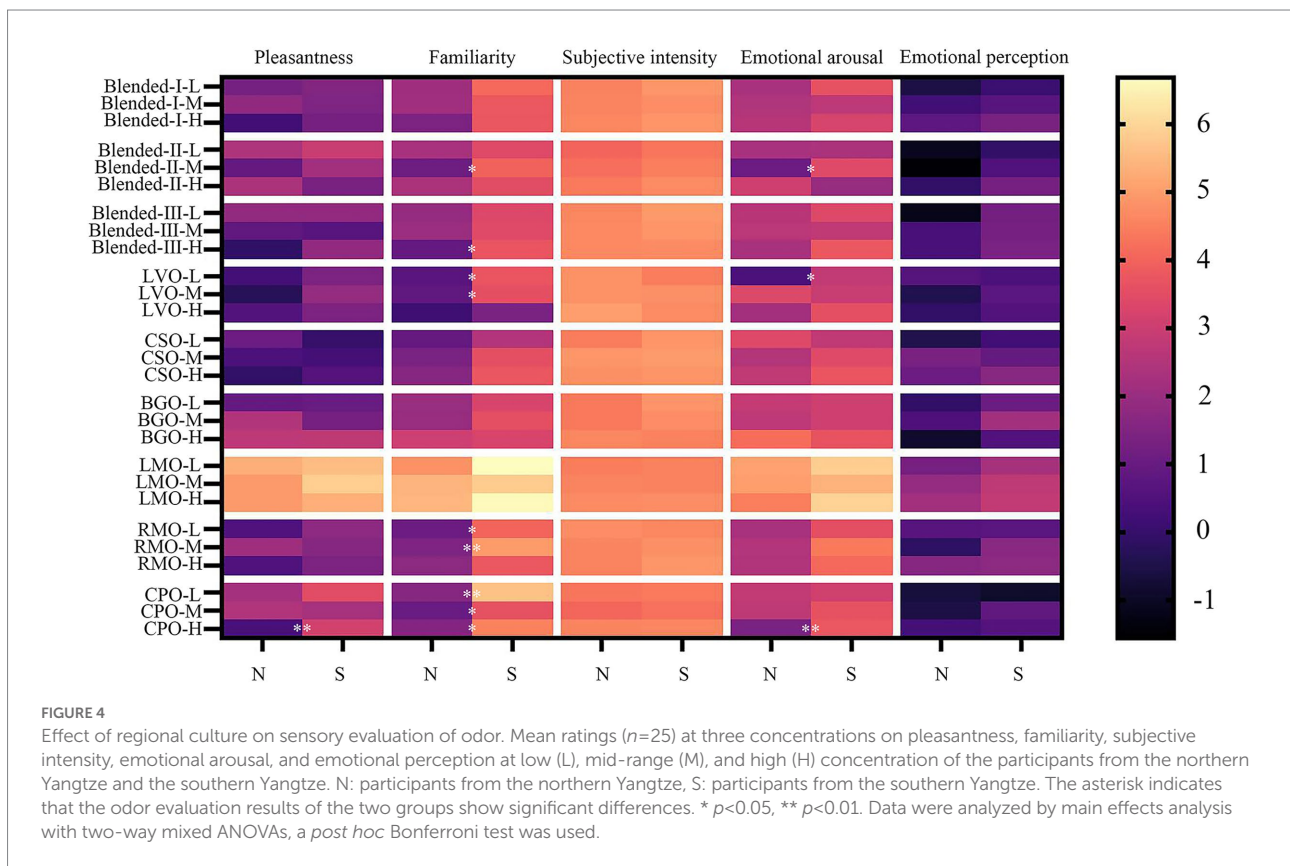 Pleasantness Familiarity Subjective intensity Emotional arousal Emotional perception
Blended-I-L
Blended-I-M
Blended-I-H
Blended-II-L
Blended-II-M * *
Blended-II-H
Blended-III-L
Blended-III-M
Blended-III-H *
LVO-L * *
LVO-M *
LVO-H
CSO-L
CSO-M
CSO-H
BGO-L
BGO-M
BGO-H
LMO-L
LMO-M
LMO-H
RMO-L *
RMO-M **
RMO-H
CPO-L **
CPO-M *
CPO-H ** * **
N S N S N S N S N S
6
5
4
3
2
1
0
-1
FIGURE 4
Effect of regional culture on sensory evaluation of odor. Mean ratings (n=25) at three concentrations on pleasantness, familiarity, subjective
intensity, emotional arousal, and emotional perception at low (L), mid-range (M), and high (H) concentration of the participants from the northern
Yangtze and the southern Yangtze. N: participants from the northern Yangtze, S: participants from the southern Yangtze. The asterisk indicates
that the odor evaluation results of the two groups show significant differences. * p<0.05, ** p<0.01. Data were analyzed by main effects analysis
with two-way mixed ANOVAs, a post hoc Bonferroni test was used.